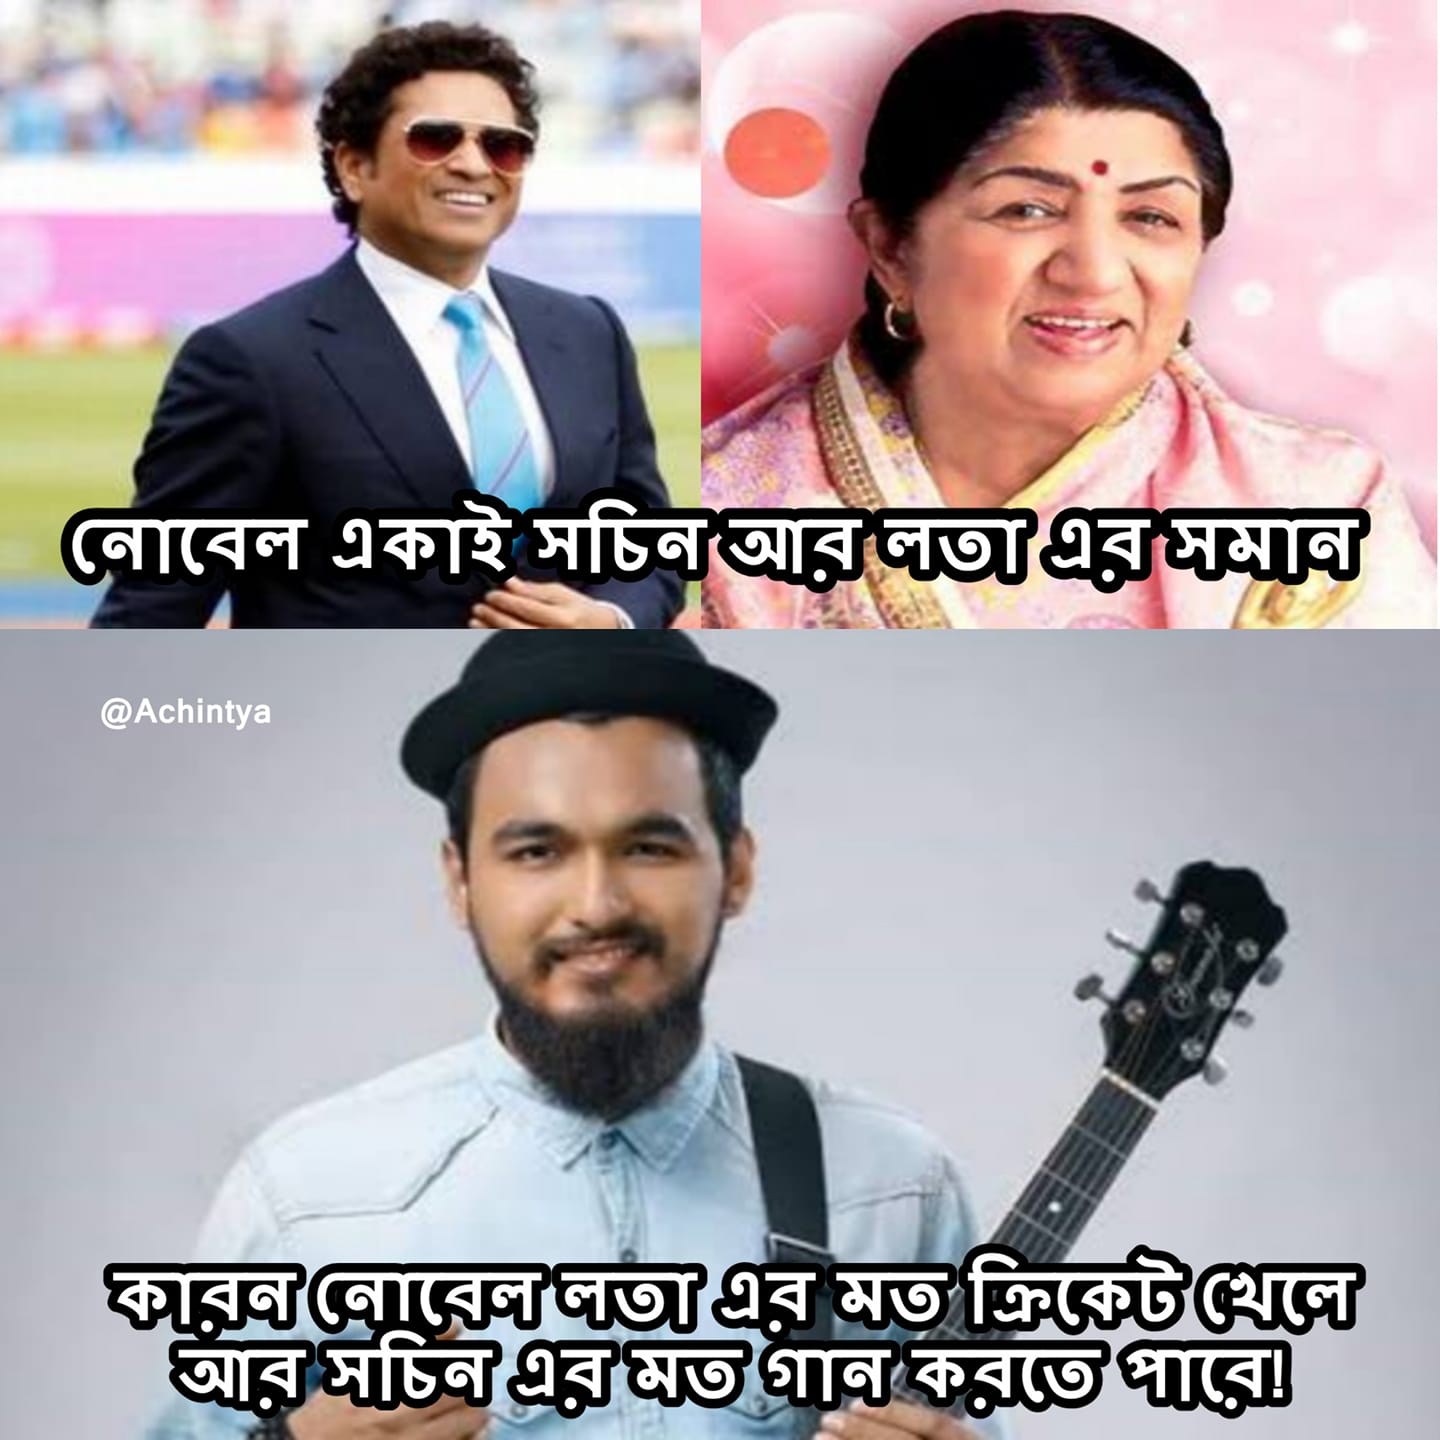 নোবেল একাই সচিন আর লতা এর সমান
@Achintya
কারন নোবেল লতা এর মত ক্রিকেট খেলে
আর সচিন এর মত গান করতে পারে!